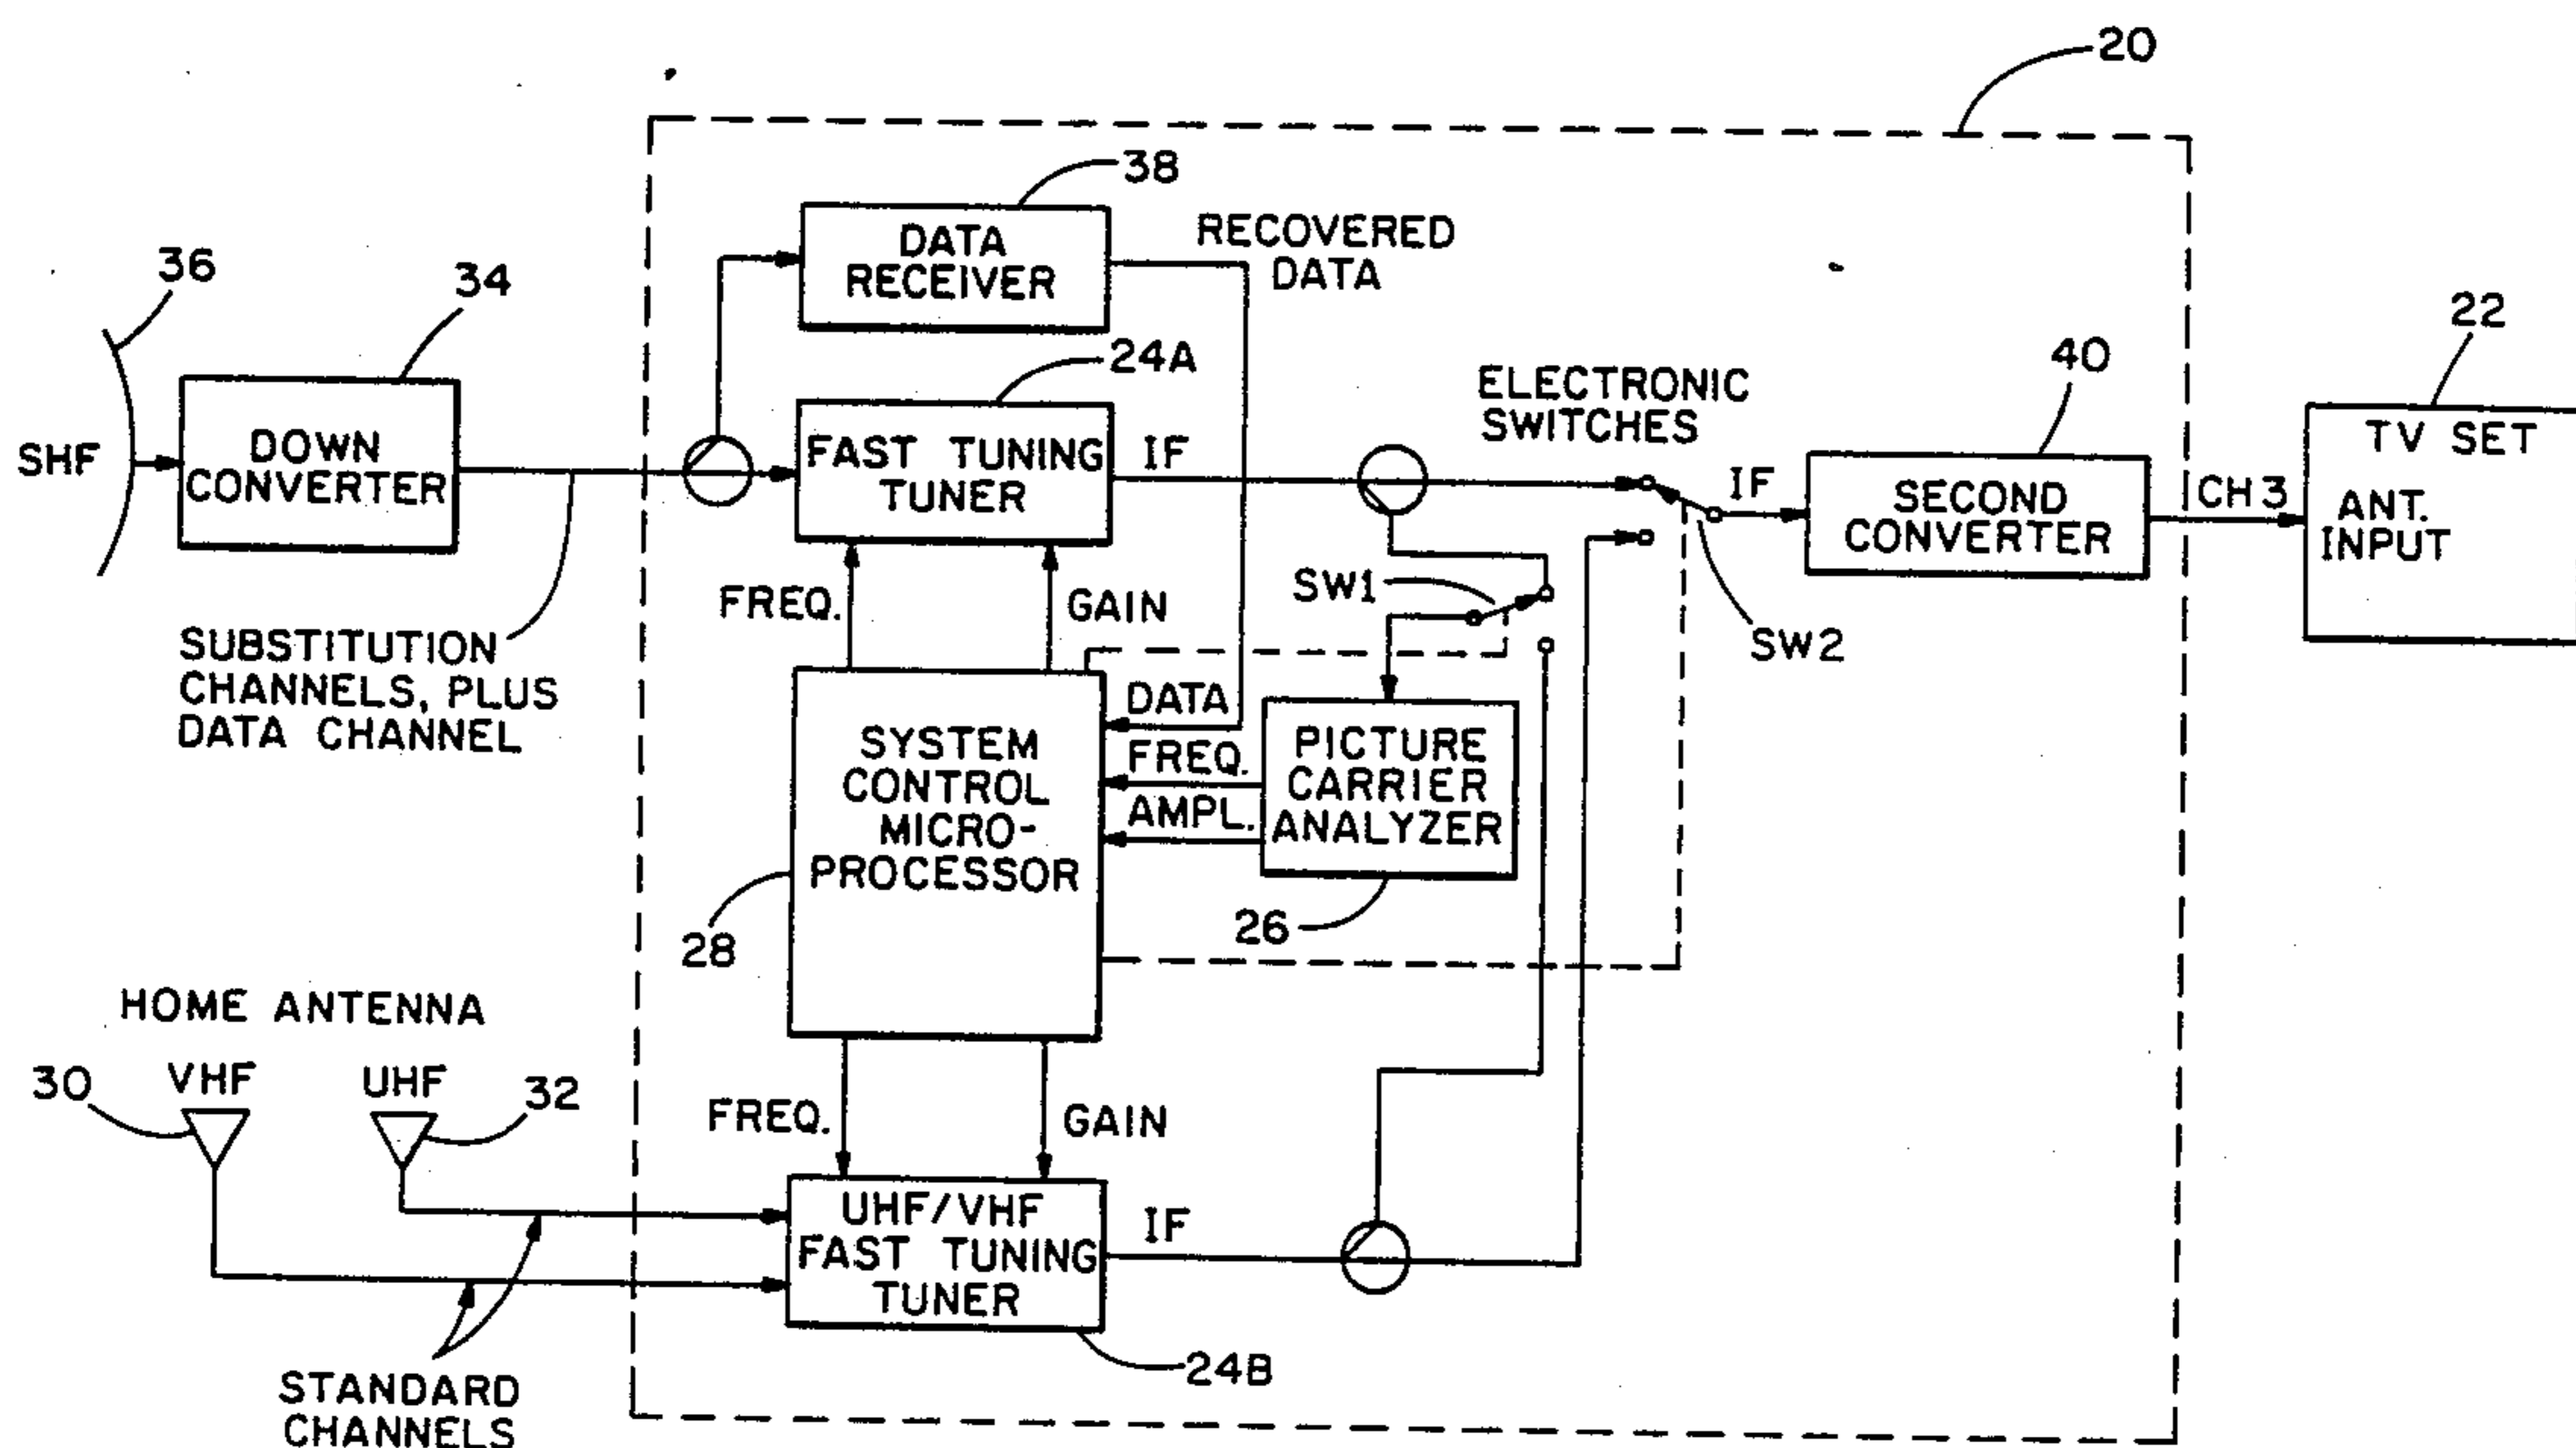 20
38
DATA
RECEIVER
RECOVERED
DATA
36
34
24A
SHF
DOWN
CONVERTER
FAST TUNING
TUNER
IF
ELECTRONIC
SWITCHES
IF
40
SECOND
CONVERTER
CH 3
22
TV SET
ANT.
INPUT
FREQ.
GAIN
SW1
SW2
SUBSTITUTION
CHANNELS, PLUS
DATA CHANNEL
SYSTEM
CONTROL
MICRO-
PROCESSOR
DATA
FREQ.
AMPL.
PICTURE
CARRIER
ANALYZER
28
26
HOME ANTENNA
30
VHF
UHF
32
FREQ.
GAIN
UHF/VHF
FAST TUNING
TUNER
IF
24B
STANDARD
CHANNELS